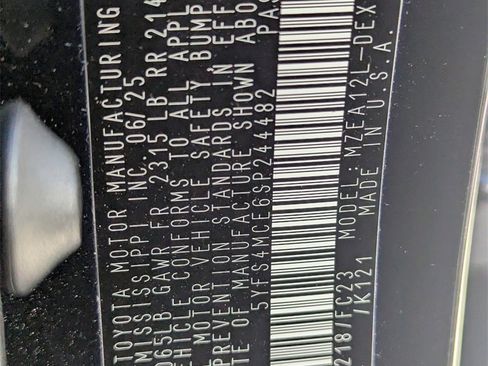 TOYOTA MOTOR MANUFACTURING
MISSISSIPPI INC. 06/25
065LB GAWR FR 2315 LB RR 214
VEHICLE CONFORMS TO ALL APPL
MOTOR VEHICLE SAFETY, BUMP
PREVENTION STANDARDS IN EFF
TE OF MANUFACTURE SHOWN ABO
5YFS4MCE6SP244482 PAS
218/FC23 MODEL: MZEA12L-DEX
/K121 MADE IN U.S.A.